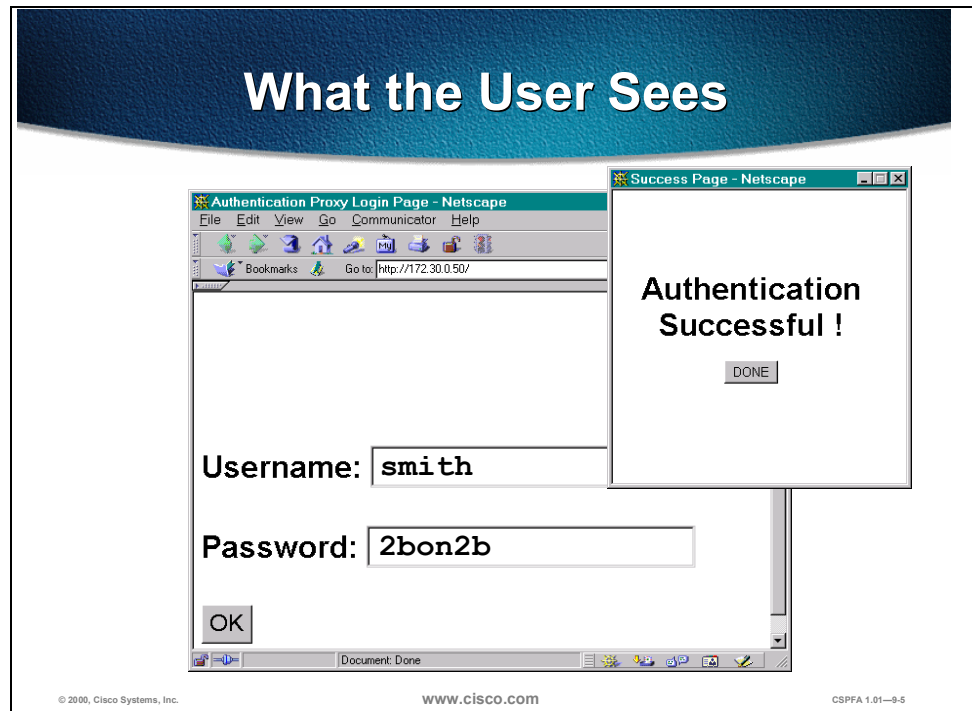 What the User Sees
Success Page - Netscape
Authentication Proxy Login Page - Netscape
File Edit View Go Communicator Help
My
Bookmarks Go to: http://172.30.0.50/
Authentication
Successful !
DONE
Username: smith
Password: 2bon2b
OK
Document: Done
© 2000, Cisco Systems, Inc.
www.cisco.com
CSPFA 1.01—9-5